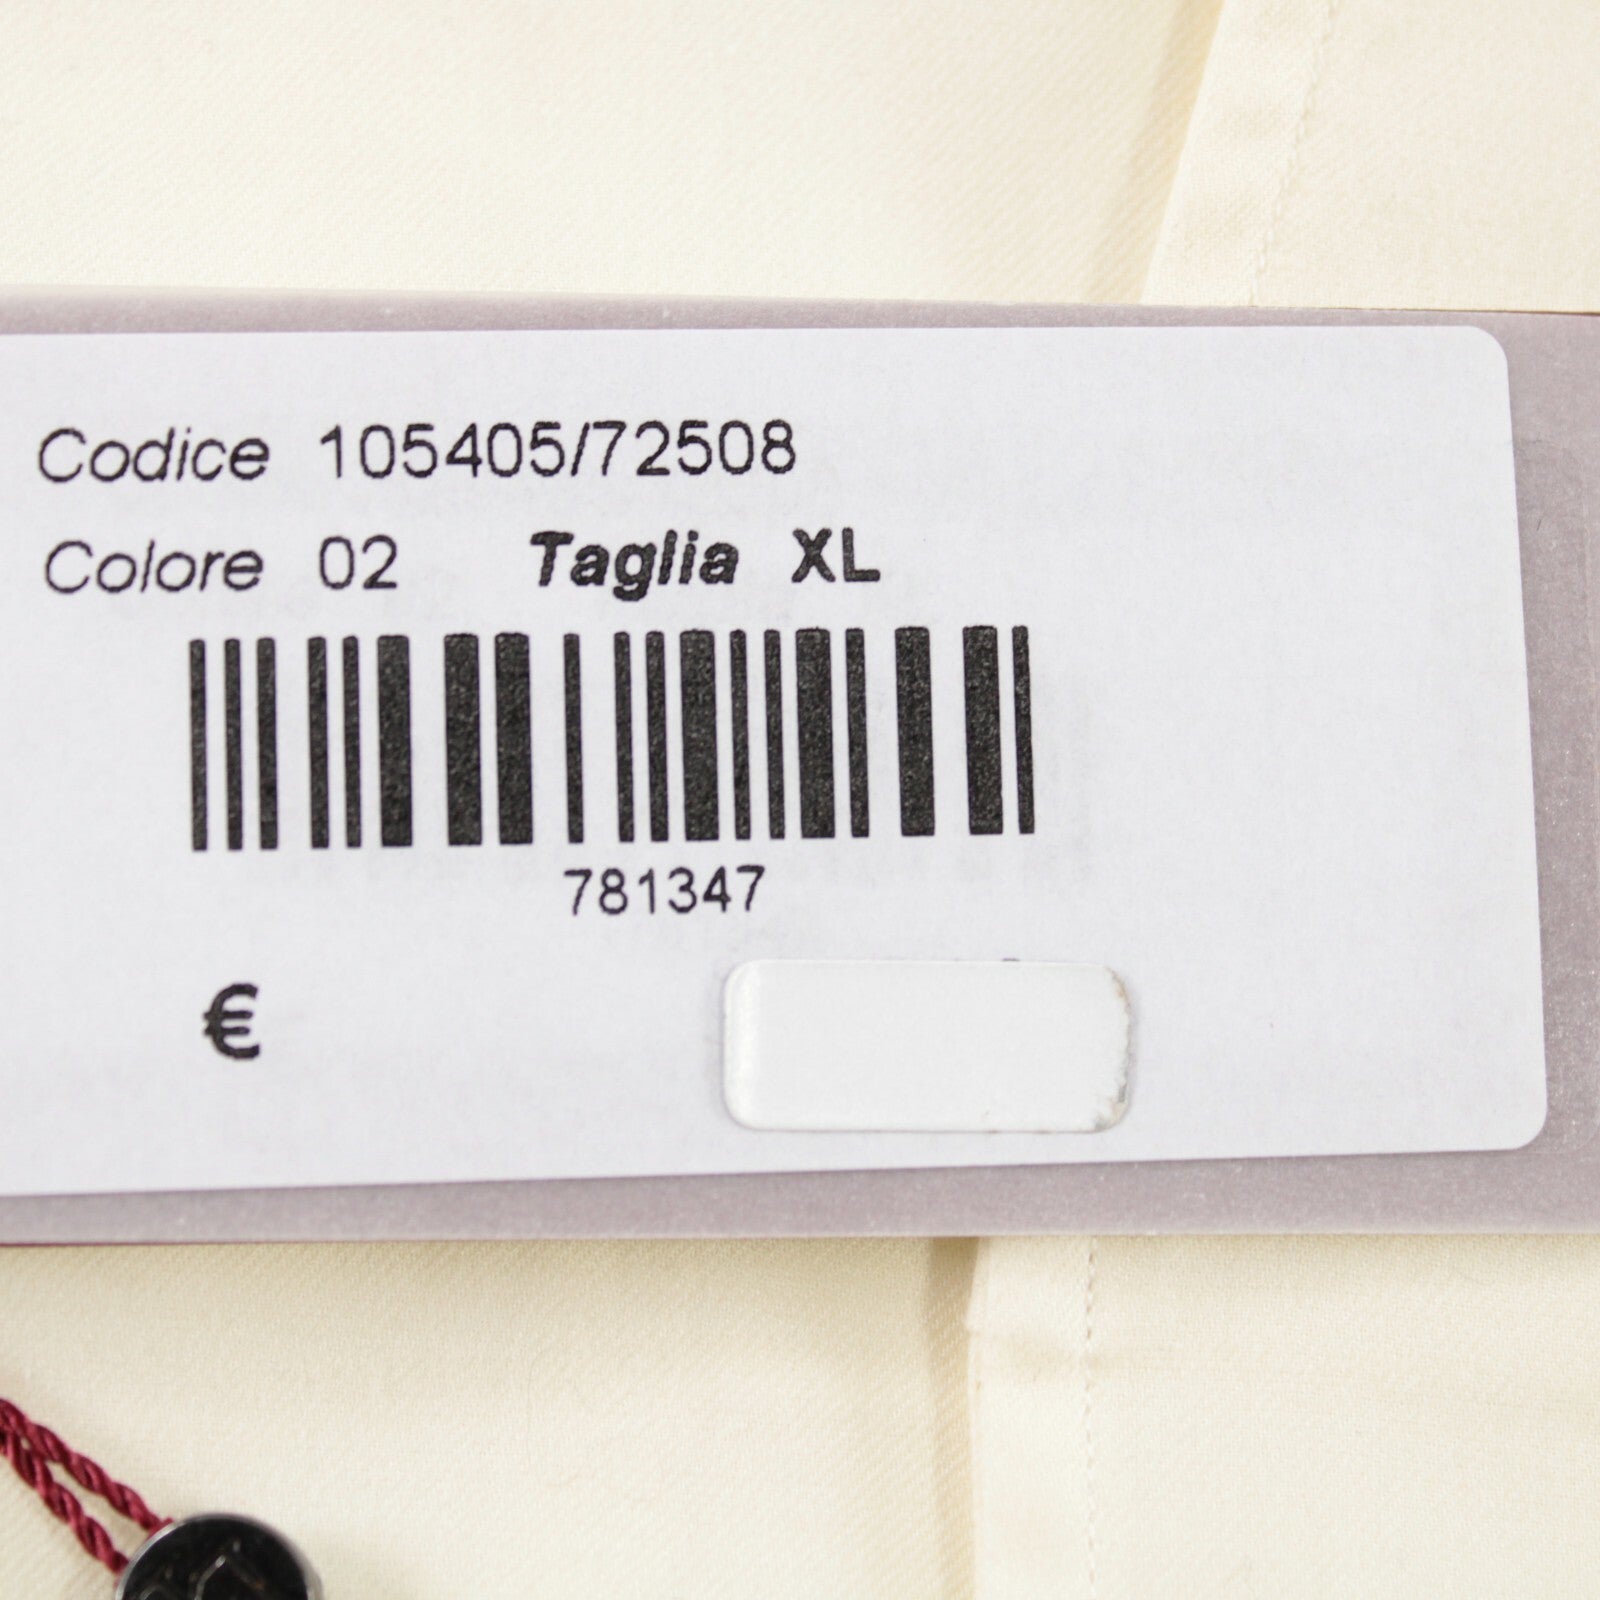 Codice 105405/72508
Colore 02 Taglia XL
781347
€